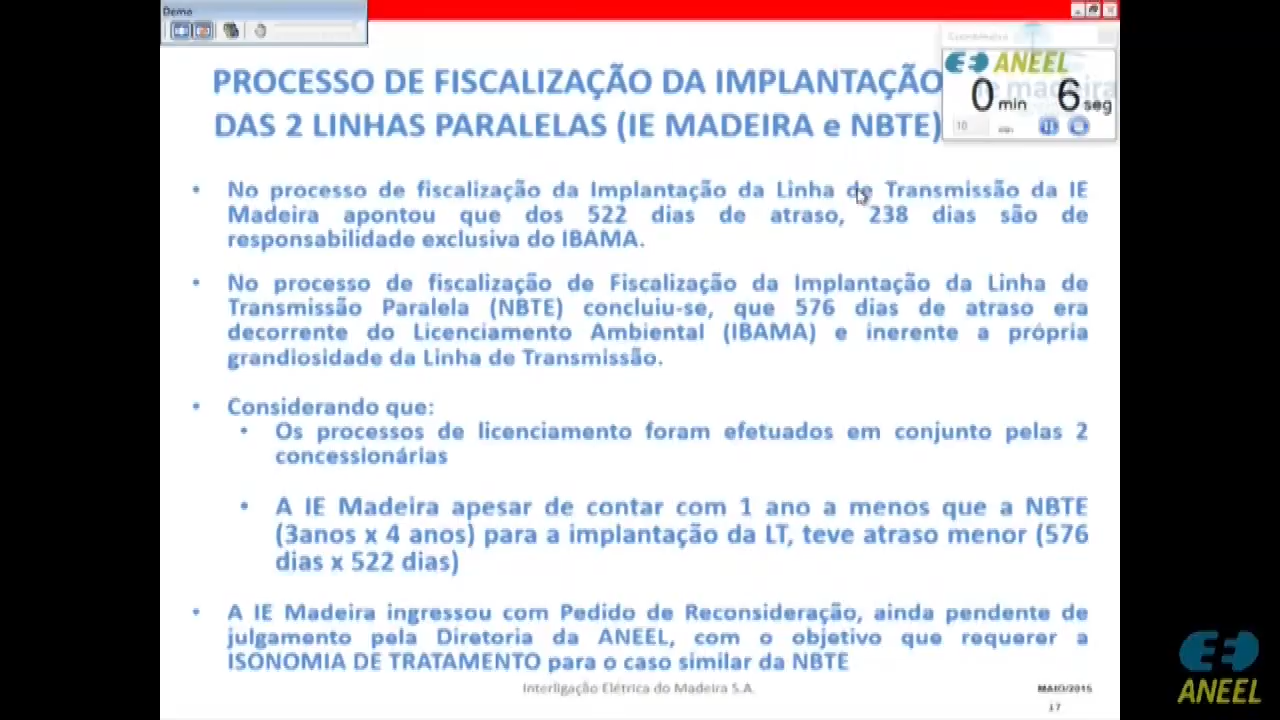 Demo
ANEEL
0 min 6 seg
ie madeira
10
PROCESSO DE FISCALIZAÇÃO DA IMPLANTAÇÃO
DAS 2 LINHAS PARALELAS (IE MADEIRA e NBTE)
• No processo de fiscalização da Implantação da Linha de Transmissão da IE
Madeira apontou que dos 522 dias de atraso, 238 dias são de
responsabilidade exclusiva do IBAMA.
• No processo de fiscalização de Fiscalização da Implantação da Linha de
Transmissão Paralela (NBTE) concluiu-se, que 576 dias de atraso era
decorrente do Licenciamento Ambiental (IBAMA) e inerente a própria
grandiosidade da Linha de Transmissão.
• Considerando que:
• Os processos de licenciamento foram efetuados em conjunto pelas 2
concessionárias
• A IE Madeira apesar de contar com 1 ano a menos que a NBTE
(3anos x 4 anos) para a implantação da LT, teve atraso menor (576
dias x 522 dias)
• A IE Madeira ingressou com Pedido de Reconsideração, ainda pendente de
julgamento pela Diretoria da ANEEL, com o objetivo que requerer a
ISONOMIA DE TRATAMENTO para o caso similar da NBTE
Interligação Elétrica do Madeira S.A.
MAIO/2015
17
ANEEL